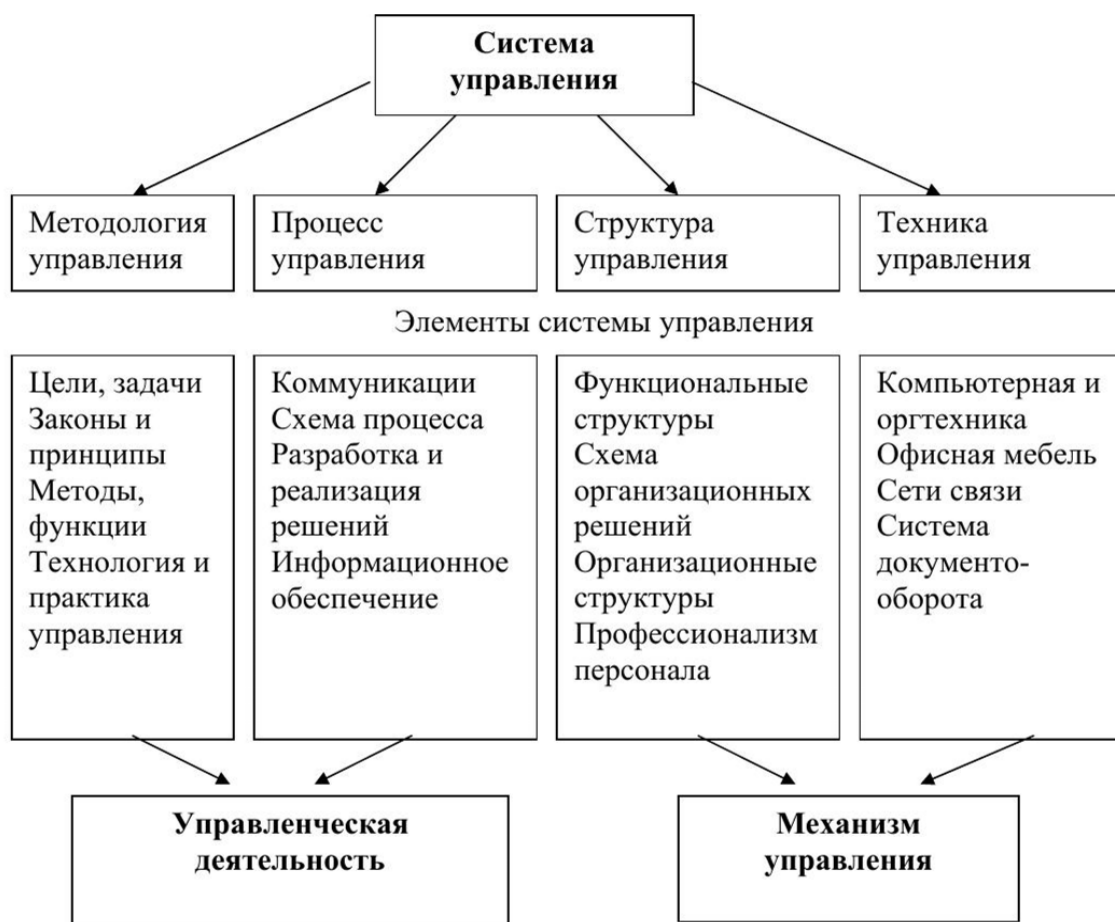 Система
управления
Методология
управления
Процесс
управления
Структура
управления
Техника
управления
Элементы системы управления
Цели, задачи
Законы и
принципы
Методы,
функции
Технология и
практика
управления
Коммуникации
Схема процесса
Разработка и
реализация
решений
Информационное
обеспечение
Функциональные
структуры
Схема
организационных
решений
Организационные
структуры
Профессионализм
персонала
Компьютерная и
оргтехника
Офисная мебель
Сети связи
Система
документо-
оборота
Управленческая
деятельность
Механизм
управления